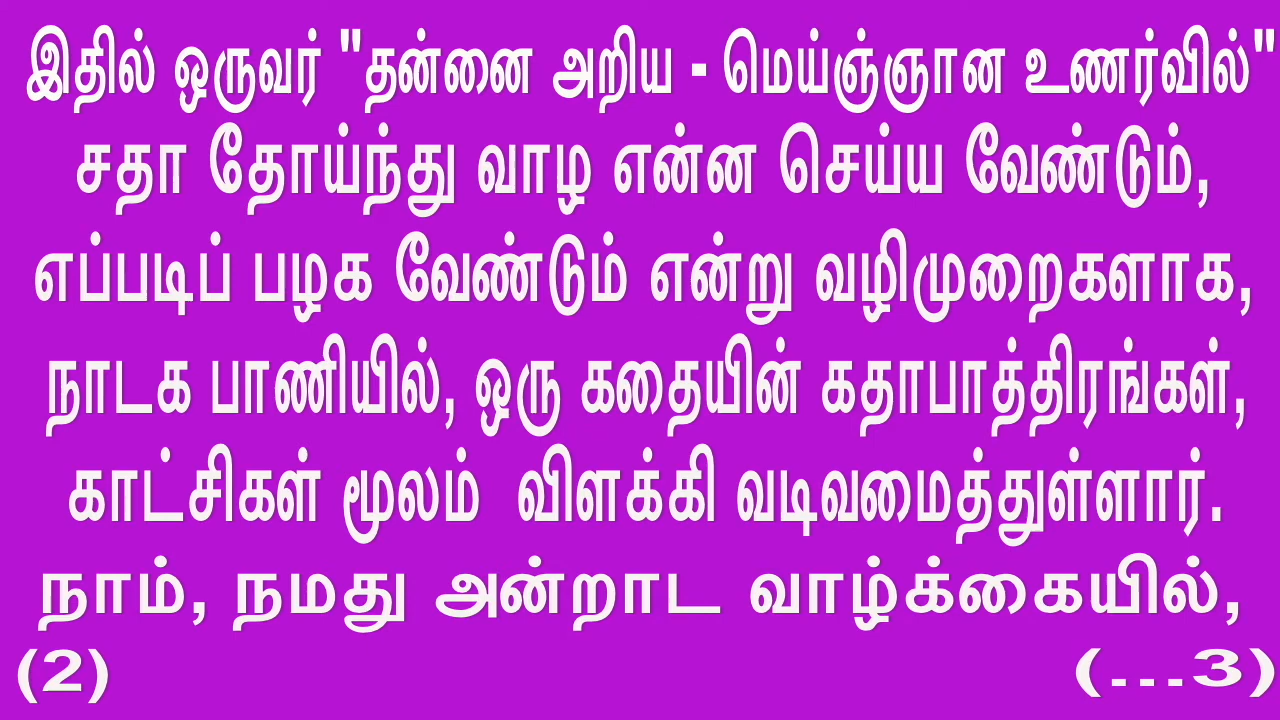 இதில் ஒருவர் "தன்னை அறிய - மெய்ஞ்ஞான உணர்வில்"
சதா தோய்ந்து வாழ என்ன செய்ய வேண்டும்,
எப்படிப் பழக வேண்டும் என்று வழிமுறைகளாக,
நாடக பாணியில், ஒரு கதையின் கதாபாத்திரங்கள்,
காட்சிகள் மூலம் விளக்கி வடிவமைத்துள்ளார்.
நாம், நமது அன்றாட வாழ்க்கையில்,
(2) (...3)